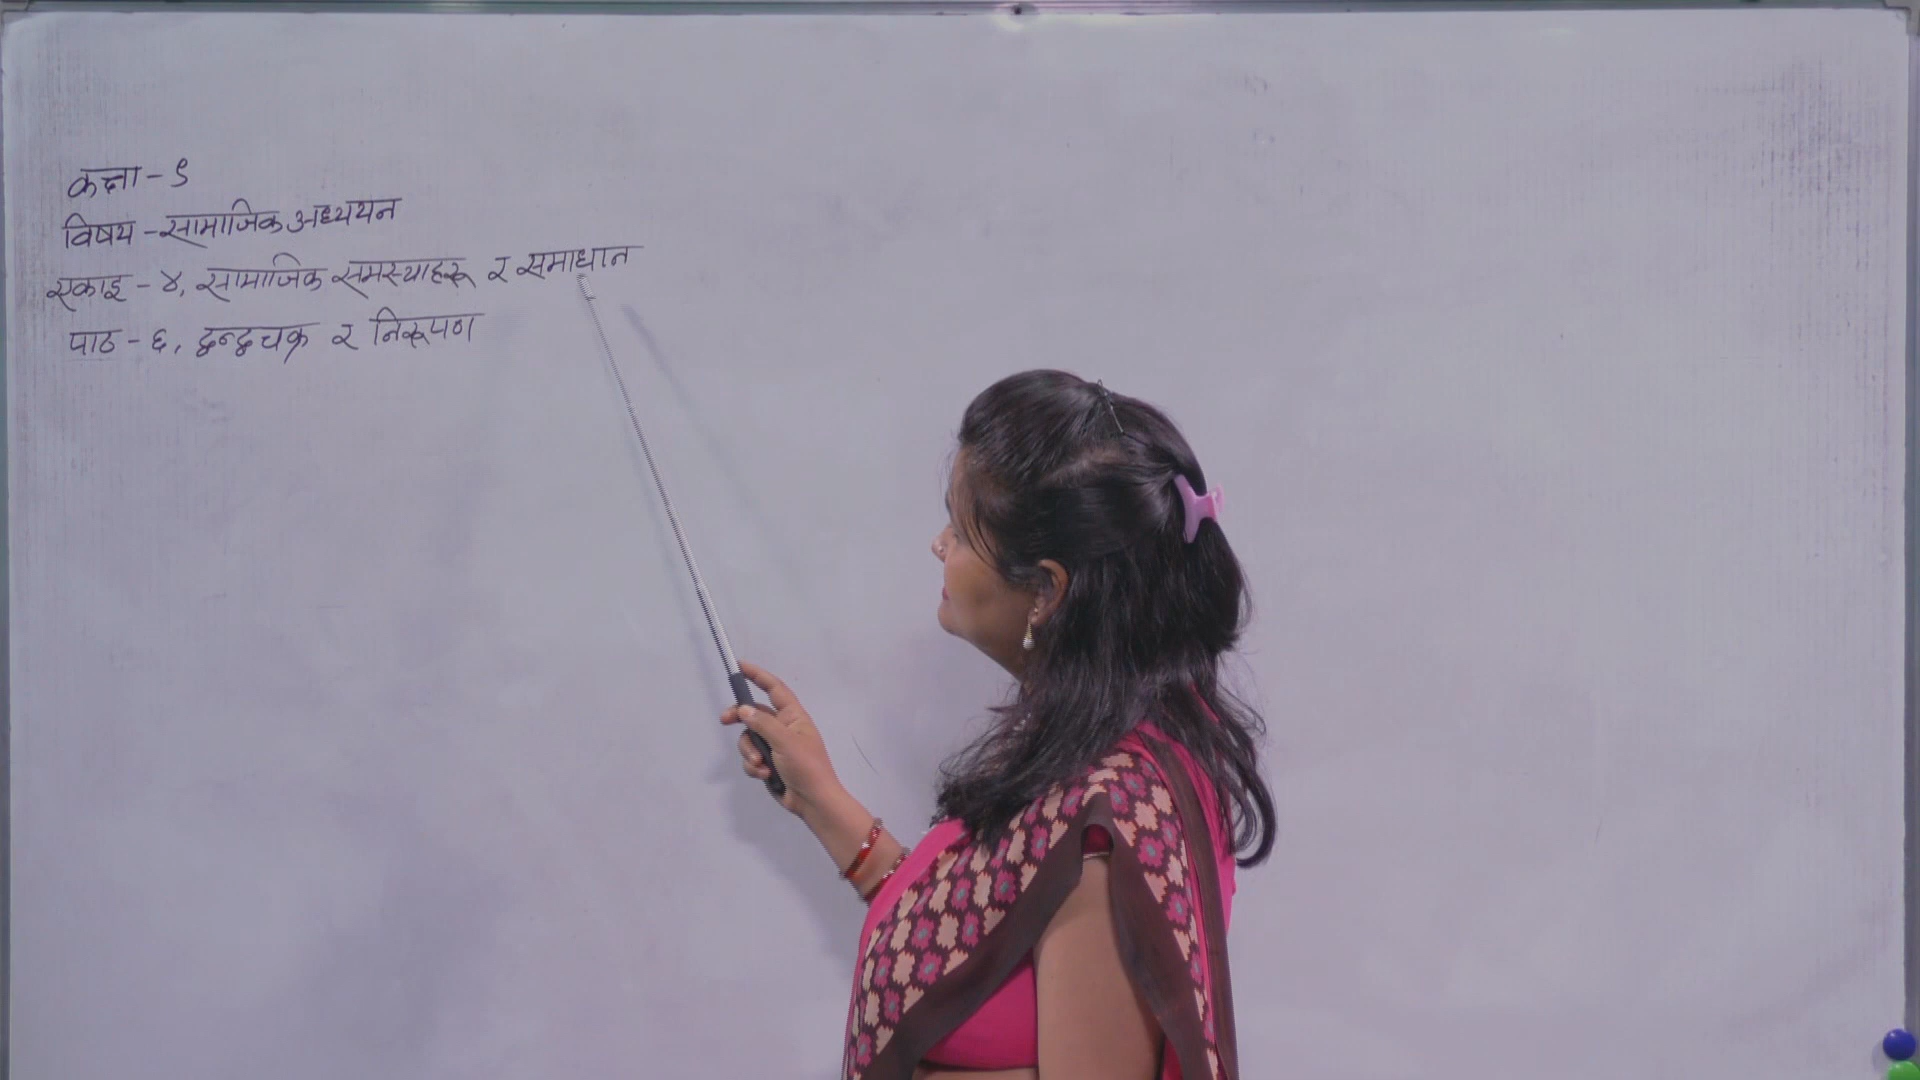 कक्षा - ९
विषय - सामाजिक अध्ययन
एकाइ - ४, सामाजिक समस्याहरू र समाधान
पाठ - ६, द्वन्द्वचक्र र निरूपण